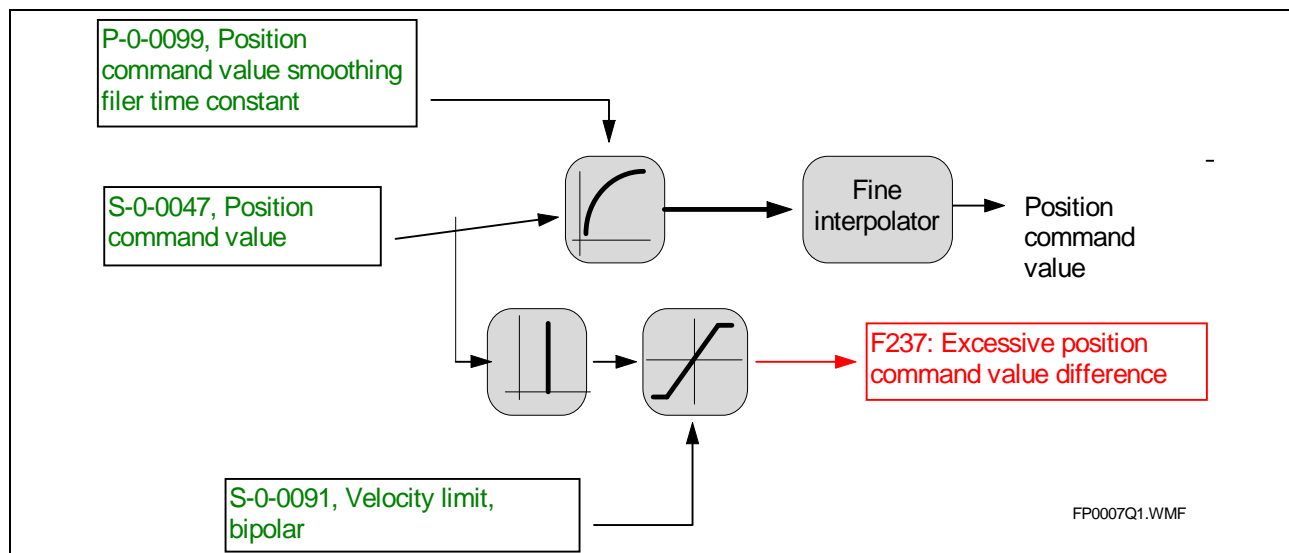 P-0-0099, Position
command value smoothing
filer time constant
S-0-0047, Position
command value
Fine
interpolator
Position
command
value
F237: Excessive position
command value difference
S-0-0091, Velocity limit,
bipolar
FP0007Q1.WMF